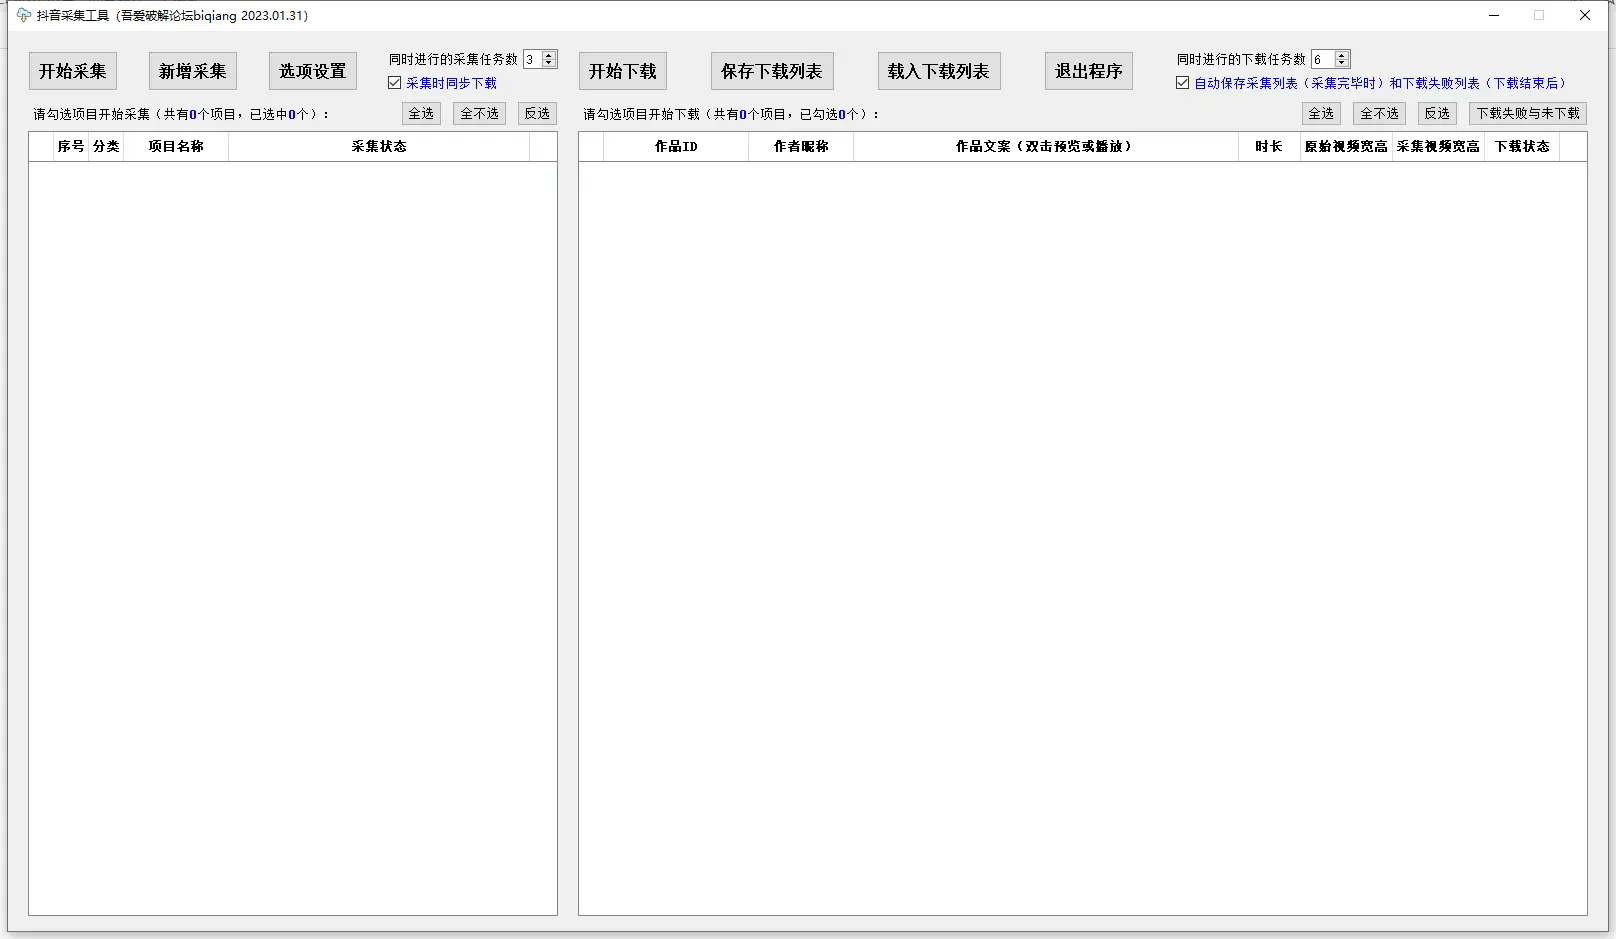 抖音采集工具（吾爱破解论坛biqiang 2023.01.31）
开始采集 新增采集 选项设置 同时进行的采集任务数 3 开始下载 保存下载列表 载入下载列表 退出程序 同时进行的下载任务数 6
采集时同步下载 自动保存采集列表（采集完毕时）和下载失败列表（下载结束后）
请勾选项目开始采集（共有0个项目，已选中0个）： 全选 全不选 反选 请勾选项目开始下载（共有0个项目，已勾选0个）： 全选 全不选 反选 下载失败与未下载
序号 分类 项目名称 采集状态 作品ID 作者昵称 作品文案（双击预览或播放） 时长 原始视频宽高 采集视频宽高 下载状态